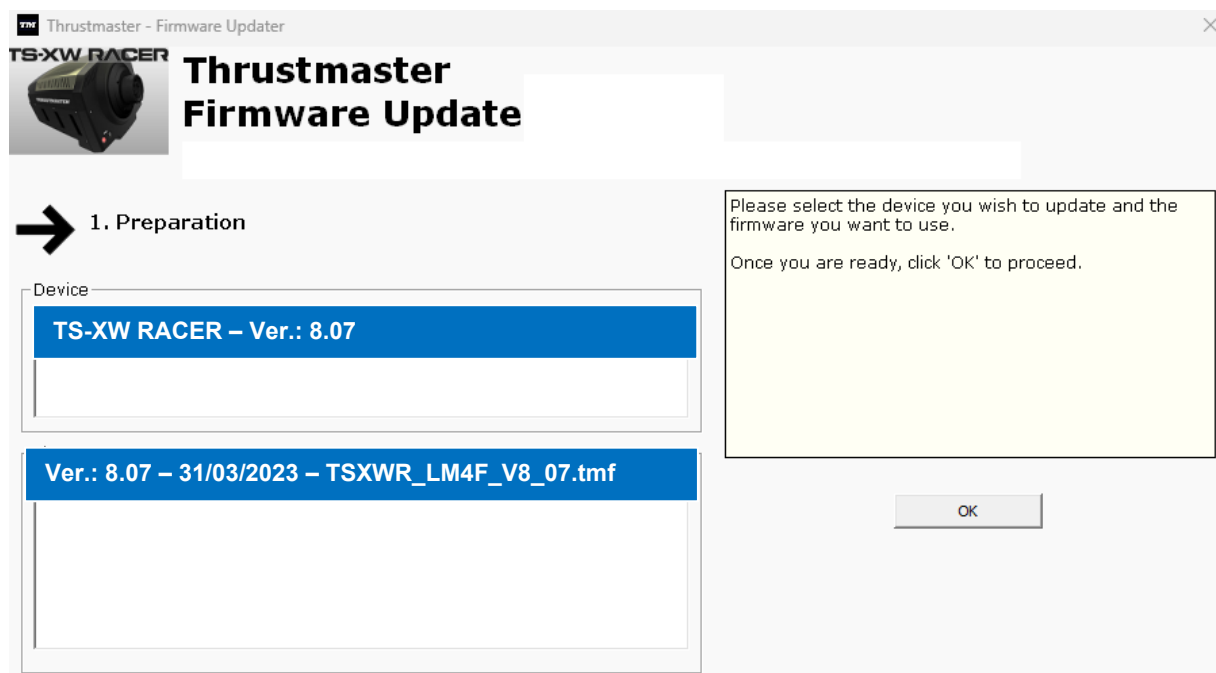 Thrustmaster - Firmware Updater
TS-XW RACER
Thrustmaster
Firmware Update
1. Preparation
Please select the device you wish to update and the
firmware you want to use.
Once you are ready, click 'OK' to proceed.
Device
TS-XW RACER – Ver.: 8.07
Ver.: 8.07 – 31/03/2023 – TSXWR_LM4F_V8_07.tmf
OK